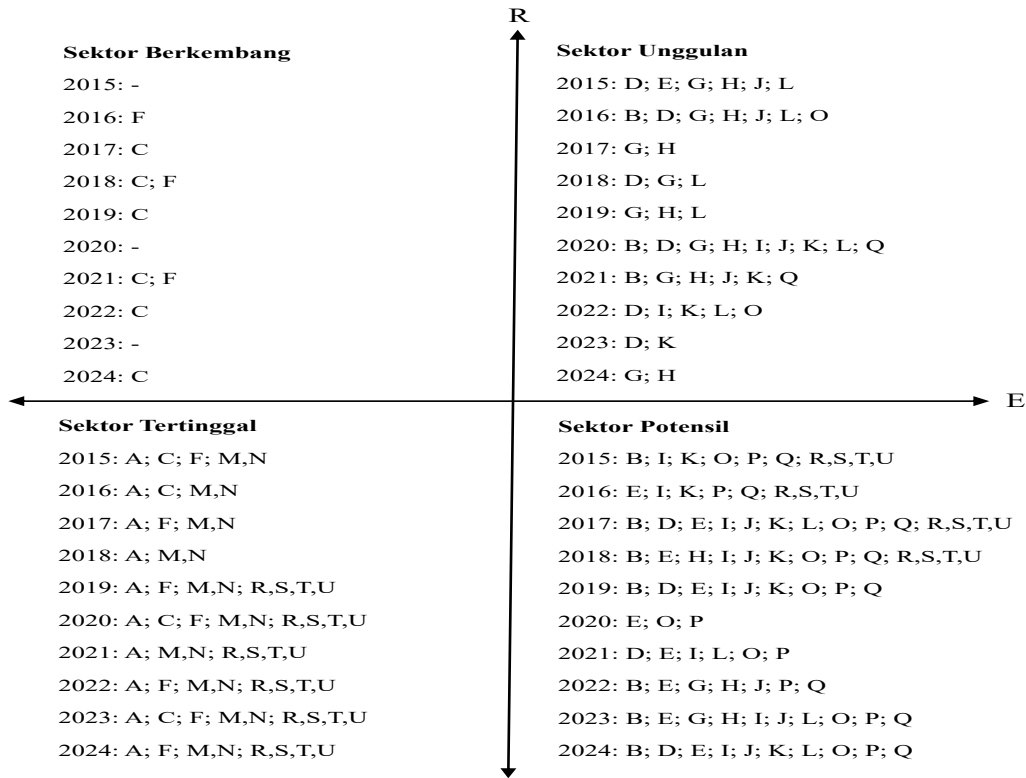 R
Sektor Berkembang
2015: -
2016: F
2017: C
2018: C; F
2019: C
2020: -
2021: C; F
2022: C
2023: -
2024: C
Sektor Unggulan
2015: D; E; G; H; J; L
2016: B; D; G; H; J; L; O
2017: G; H
2018: D; G; L
2019: G; H; L
2020: B; D; G; H; I; J; K; L; Q
2021: B; G; H; J; K; Q
2022: D; I; K; L; O
2023: D; K
2024: G; H
E
Sektor Tertinggal
2015: A; C; F; M,N
2016: A; C; M,N
2017: A; F; M,N
2018: A; M,N
2019: A; F; M,N; R,S,T,U
2020: A; C; F; M,N; R,S,T,U
2021: A; M,N; R,S,T,U
2022: A; F; M,N; R,S,T,U
2023: A; C; F; M,N; R,S,T,U
2024: A; F; M,N; R,S,T,U
Sektor Potensil
2015: B; I; K; O; P; Q; R,S,T,U
2016: E; I; K; P; Q; R,S,T,U
2017: B; D; E; I; J; K; L; O; P; Q; R,S,T,U
2018: B; E; H; I; J; K; O; P; Q; R,S,T,U
2019: B; D; E; I; J; K; O; P; Q
2020: E; O; P
2021: D; E; I; L; O; P
2022: B; E; G; H; J; P; Q
2023: B; E; G; H; I; J; L; O; P; Q
2024: B; D; E; I; J; K; L; O; P; Q